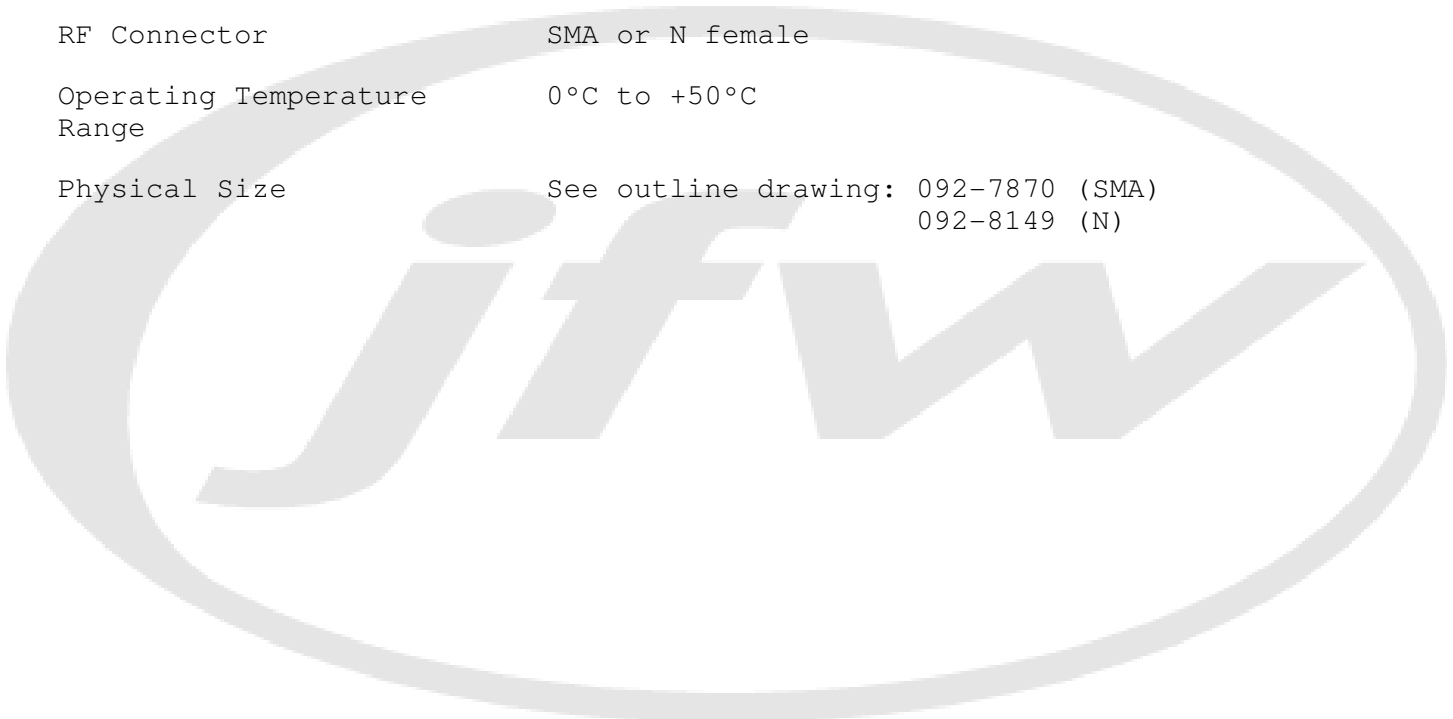 RF Connector SMA or N female
Operating Temperature 0°C to +50°C
Range
Physical Size See outline drawing: 092-7870 (SMA)
092-8149 (N)
jfw